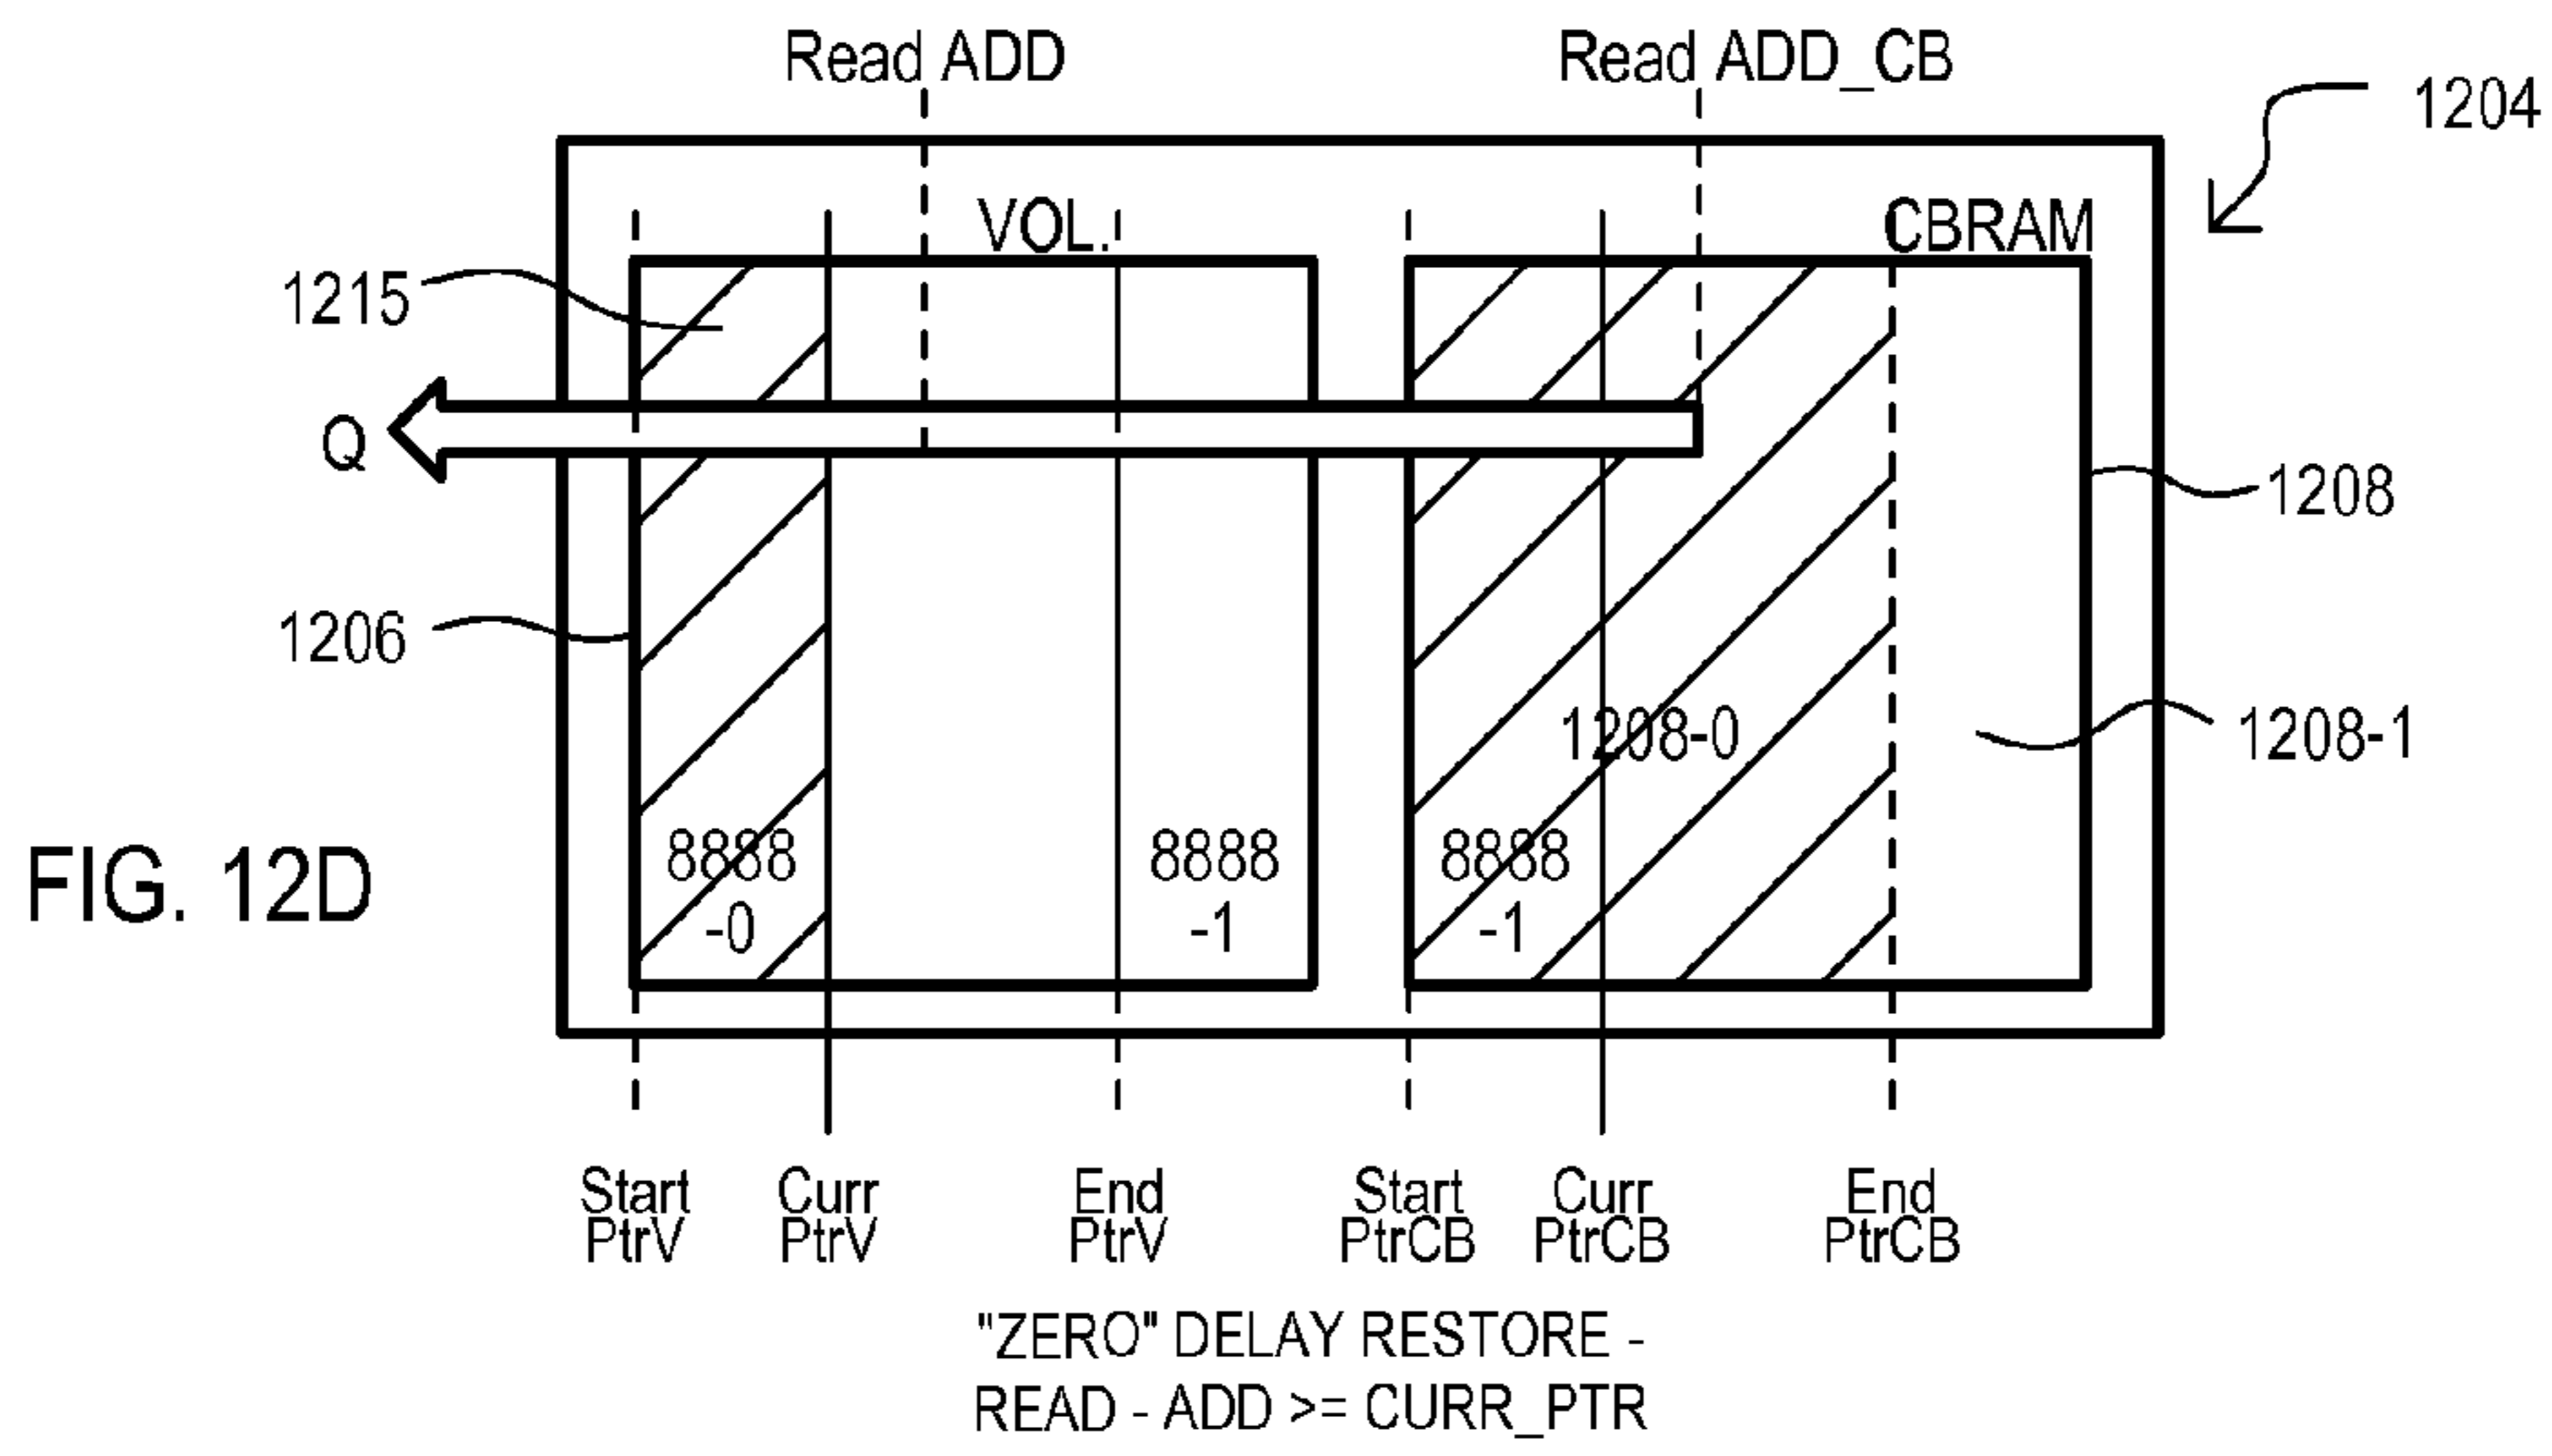 Read ADD Read ADD_CB
1204
VOL. CBRAM
1215
Q
1208
1206
1208-0 1208-1
8888 8888 8888
-0 -1 -1
FIG. 12D
Start Curr End Start Curr End
PtrV PtrV PtrV PtrCB PtrCB PtrCB
"ZERO" DELAY RESTORE -
READ - ADD >= CURR_PTR